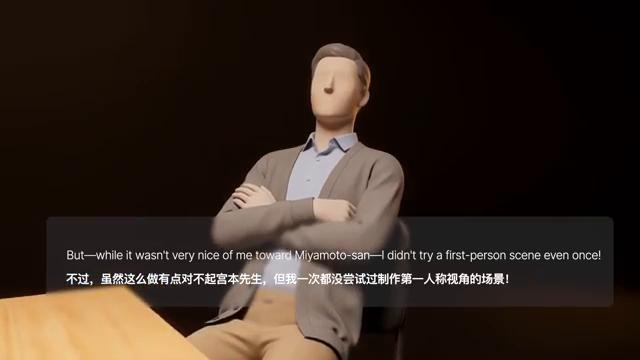 But—while it wasn't very nice of me toward Miyamoto-san—I didn't try a first-person scene even once!
不过，虽然这么做有点对不起宫本先生，但我一次都没尝试过制作第一人称视角的场景！